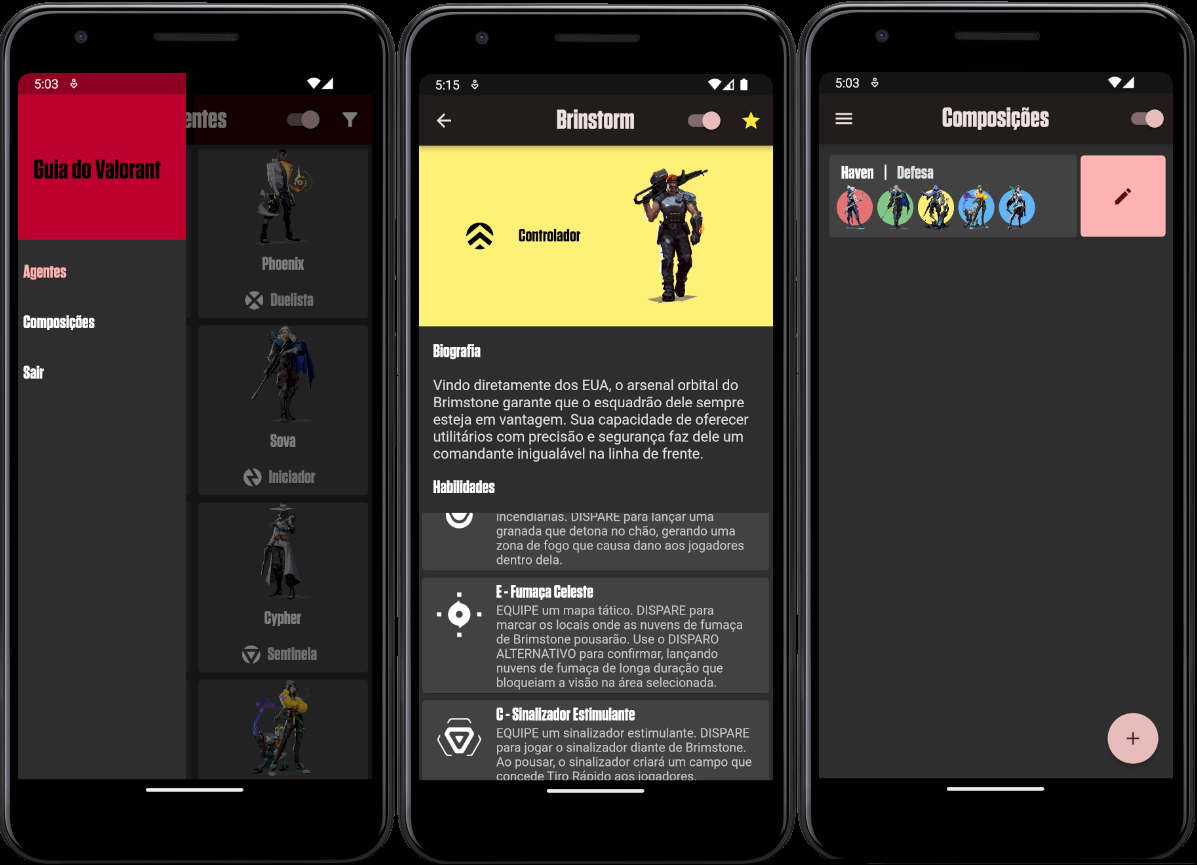 5:03
entes
Guia do Valorant
Agentes
Composições
Sair
Phoenix
Duelista
Sova
Iniciador
Cypher
Sentinela
5:15
Brinstorm
Controlador
Biografia
Vindo diretamente dos EUA, o arsenal orbital do
Brimstone garante que o esquadrão dele sempre
esteja em vantagem. Sua capacidade de oferecer
utilitários com precisão e segurança faz dele um
comandante inigualável na linha de frente.
Habilidades
incendiárias. DISPARE para lançar uma
granada que detona no chão, gerando uma
zona de fogo que causa dano aos jogadores
dentro dela.
E - Fumaça Celeste
EQUIPE um mapa tático. DISPARE para
marcar os locais onde as nuvens de fumaça
de Brimstone pousarão. Use o DISPARO
ALTERNATIVO para confirmar, lançando
nuvens de fumaça de longa duração que
bloqueiam a visão na área selecionada.
C - Sinalizador Estimulante
EQUIPE um sinalizador estimulante. DISPARE
para jogar o sinalizador diante de Brimstone.
Ao pousar, o sinalizador criará um campo que
concede Tiro Rápido aos jogadores.
5:03
Composições
Haven | Defesa